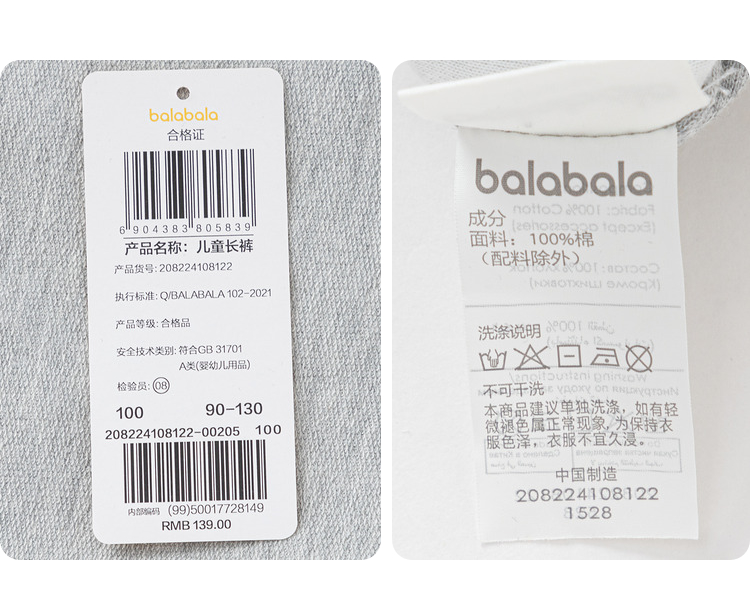 balabala
合格证
6 904383 805839
产品名称：儿童长裤
产品货号: 208224108122
执行标准: Q/BALABALA 102-2021
产品等级: 合格品
安全技术类别: 符合GB 31701
A类(婴幼儿用品)
检验员: 08
100 90-130
208224108122-00205 100
内部编码 (99)50017728149
RMB 139.00
balabala
成分
面料：100%棉
（配料除外）
洗涤说明
不可干洗
本商品建议单独洗涤，如有轻
微褪色属正常现象，为保持衣
服色泽，衣服不宜久浸。
中国制造
208224108122
1528